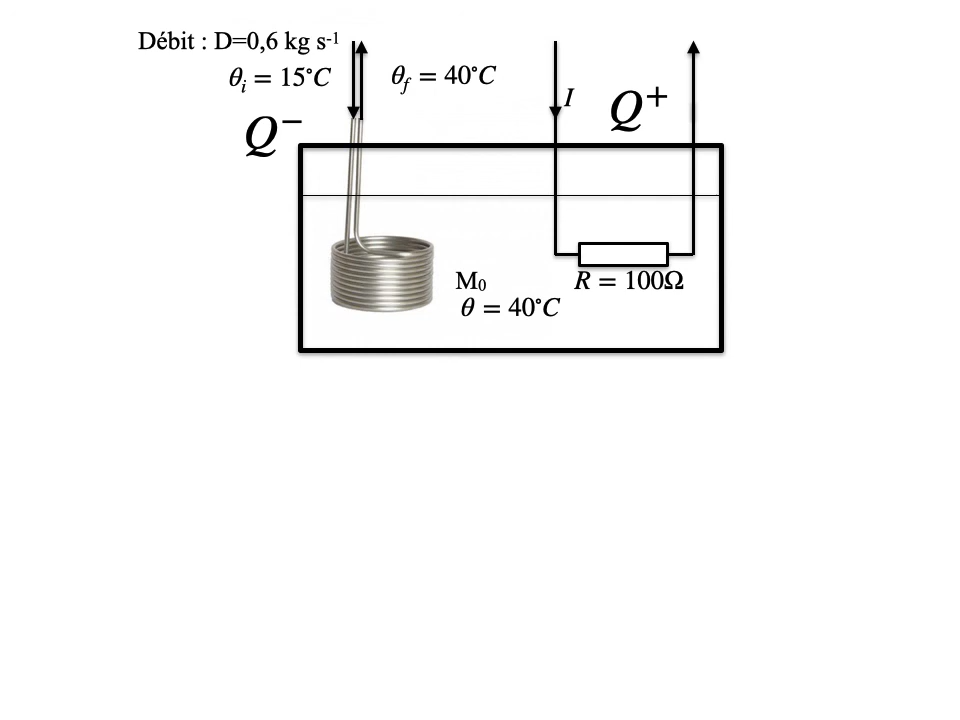 Débit : D=0,6 kg s-1
θi = 15°C
θf = 40°C
I
Q+
Q−
M0
R = 100Ω
θ = 40°C